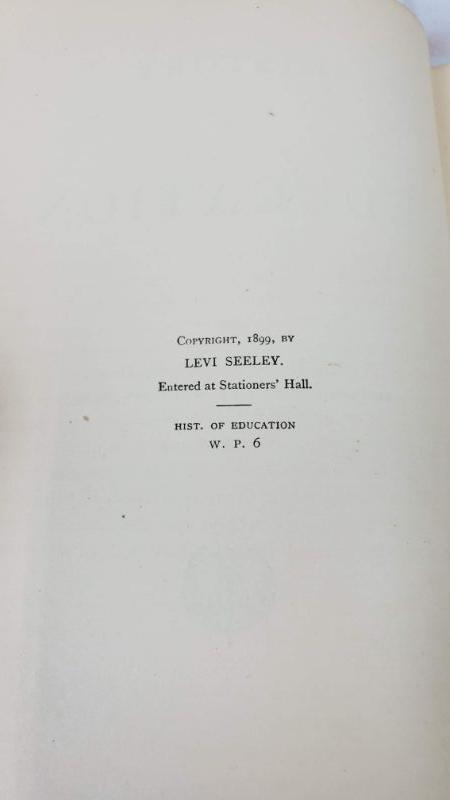 COPYRIGHT, 1899, BY
LEVI SEELEY.
Entered at Stationers' Hall.
HIST. OF EDUCATION
W. P. 6